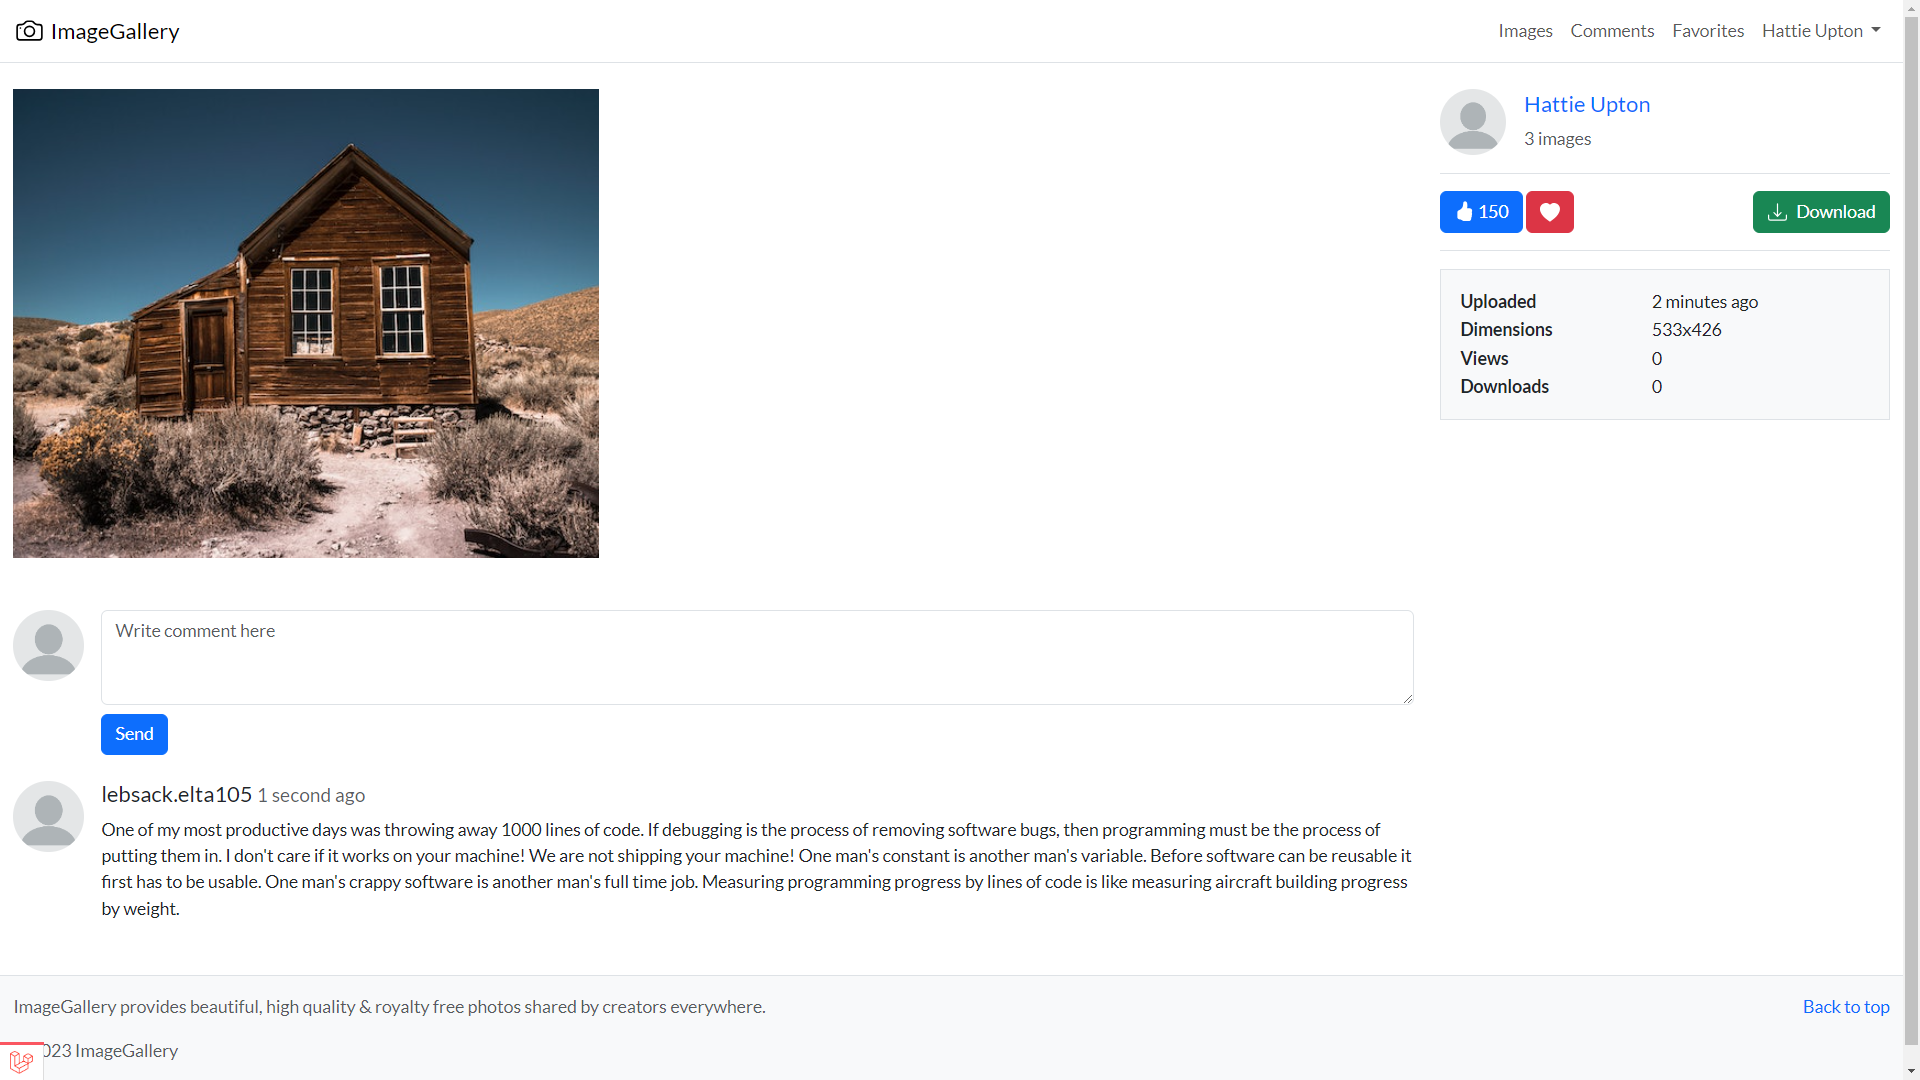 ImageGallery
Images Comments Favorites Hattie Upton
Hattie Upton
3 images
150
Download
Uploaded 2 minutes ago
Dimensions 533x426
Views 0
Downloads 0
Write comment here
Send
lebsack.elta105 1 second ago
One of my most productive days was throwing away 1000 lines of code. If debugging is the process of removing software bugs, then programming must be the process of
putting them in. I don't care if it works on your machine! We are not shipping your machine! One man's constant is another man's variable. Before software can be reusable it
first has to be usable. One man's crappy software is another man's full time job. Measuring programming progress by lines of code is like measuring aircraft building progress
by weight.
ImageGallery provides beautiful, high quality & royalty free photos shared by creators everywhere.
Back to top
023 ImageGallery